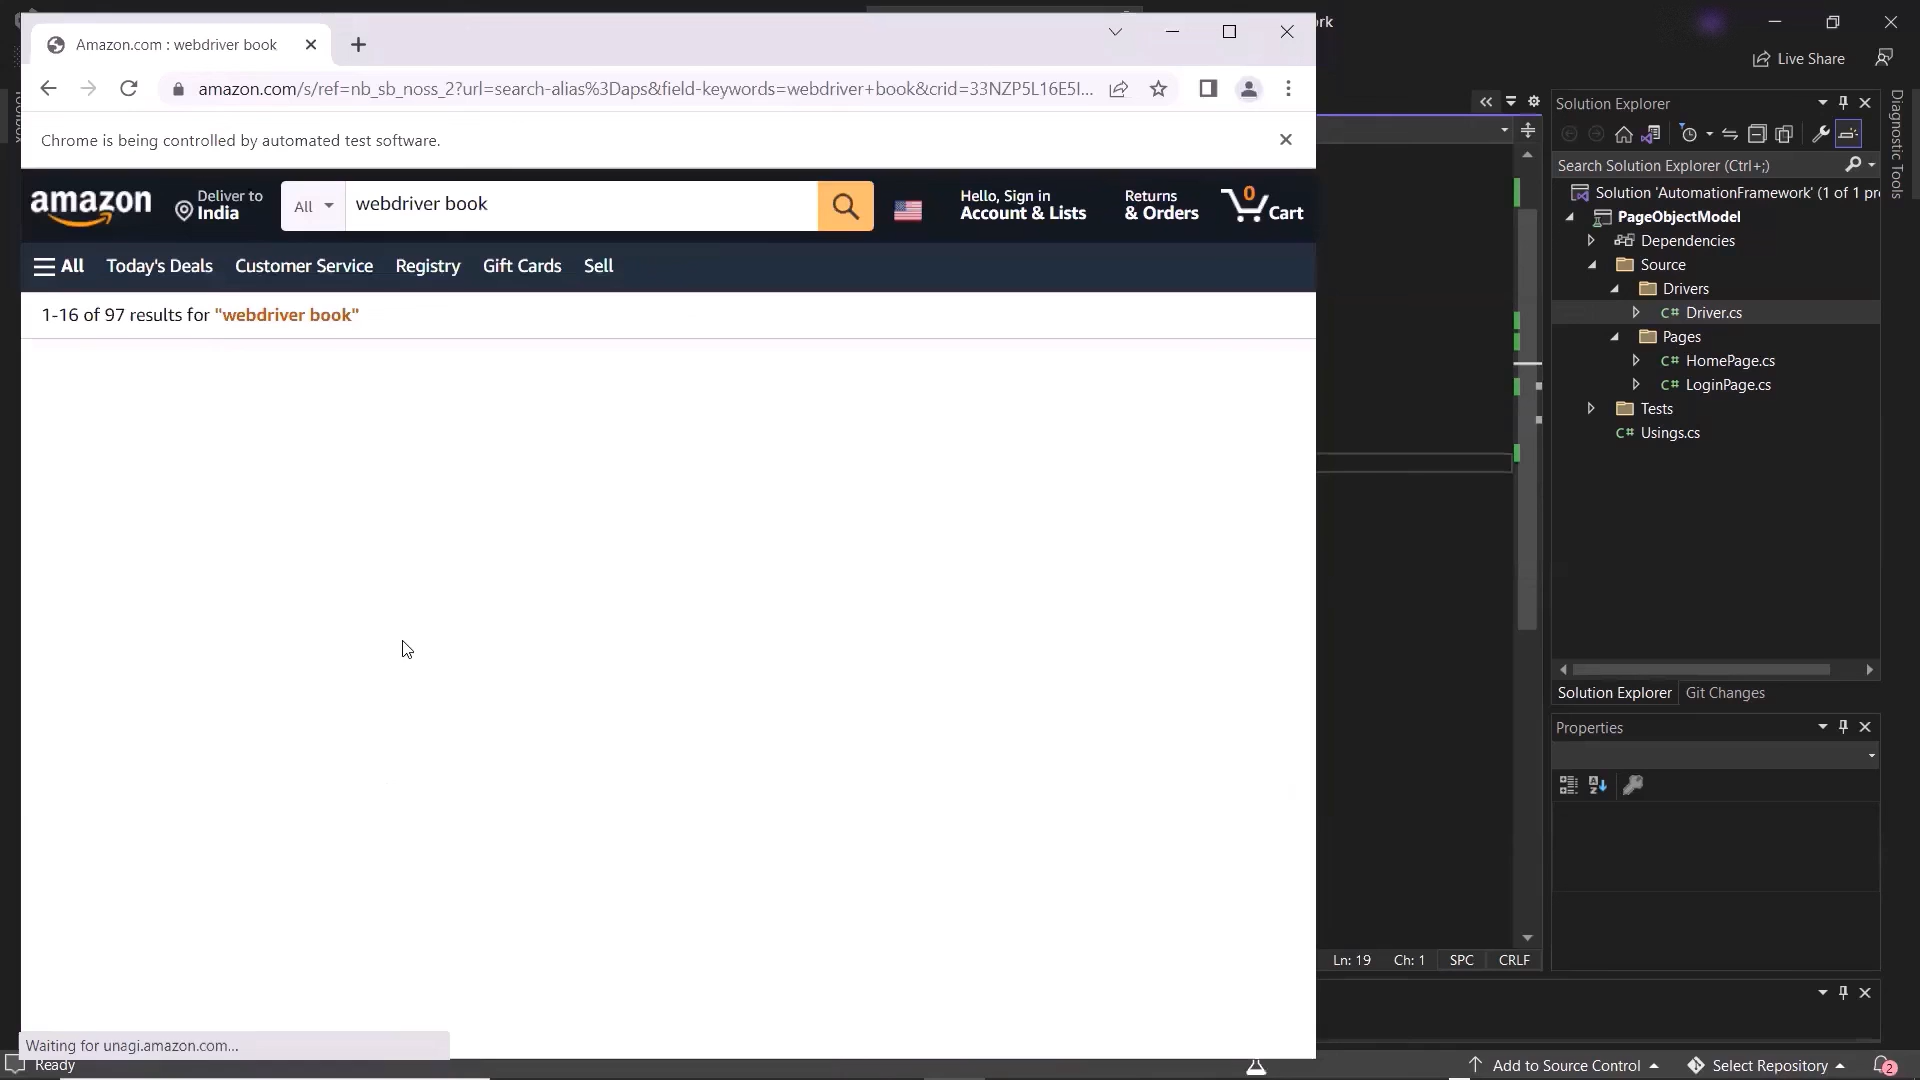 Amazon.com : webdriver book
amazon.com/s/ref=nb_sb_noss_2?url=search-alias%3Daps&field-keywords=webdriver+book&crid=33NZP5L16E5I...
Chrome is being controlled by automated test software.
amazon
Deliver to
India
All
webdriver book
Hello, Sign in
Account & Lists
Returns
& Orders
0
Cart
All
Today's Deals
Customer Service
Registry
Gift Cards
Sell
1-16 of 97 results for "webdriver book"
Waiting for unagi.amazon.com...
Ready
rk
Live Share
Solution Explorer
Search Solution Explorer (Ctrl+;)
Solution 'AutomationFramework' (1 of 1 pr
PageObjectModel
Dependencies
Source
Drivers
C# Driver.cs
Pages
C# HomePage.cs
C# LoginPage.cs
Tests
C# Usings.cs
Solution Explorer
Git Changes
Properties
Diagnostic Tools
Ln: 19
Ch: 1
SPC
CRLF
Add to Source Control
Select Repository
2